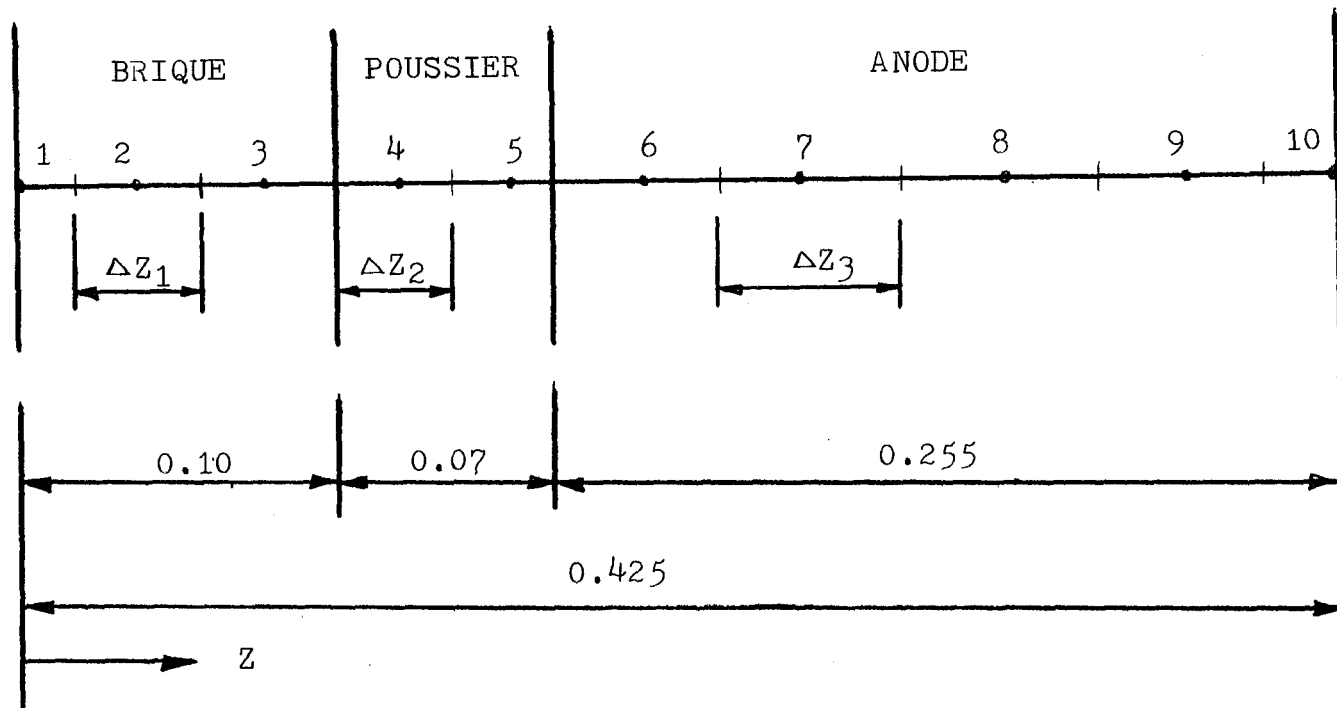 BRIQUE POUSSIER ANODE
1 2 3 4 5 6 7 8 9 10
ΔZ1 ΔZ2 ΔZ3
0.10 0.07 0.255
0.425
Z